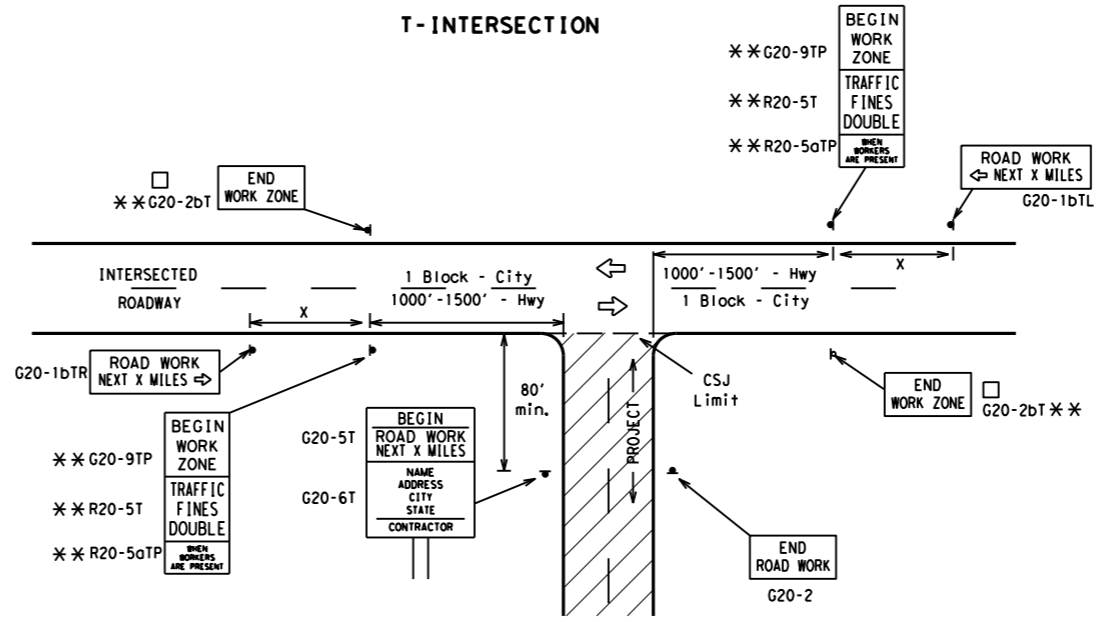 T-INTERSECTION
**G20-9TP
BEGIN
WORK
ZONE
**R20-5T
TRAFFIC
FINES
DOUBLE
**R20-5aTP
WHEN
WORKERS
ARE PRESENT
ROAD WORK
⇦ NEXT X MILES
G20-1bTL
□
**G20-2bT
END
WORK ZONE
INTERSECTED
ROADWAY
1 Block - City
1000'-1500' - Hwy
X
1000'-1500' - Hwy
1 Block - City
X
G20-1bTR
ROAD WORK
NEXT X MILES ⇨
80'
min.
PROJECT
CSJ
Limit
END
WORK ZONE
□
G20-2bT **
**G20-9TP
BEGIN
WORK
ZONE
**R20-5T
TRAFFIC
FINES
DOUBLE
**R20-5aTP
WHEN
WORKERS
ARE PRESENT
G20-5T
BEGIN
ROAD WORK
NEXT X MILES
G20-6T
NAME
ADDRESS
CITY
STATE
CONTRACTOR
END
ROAD WORK
G20-2